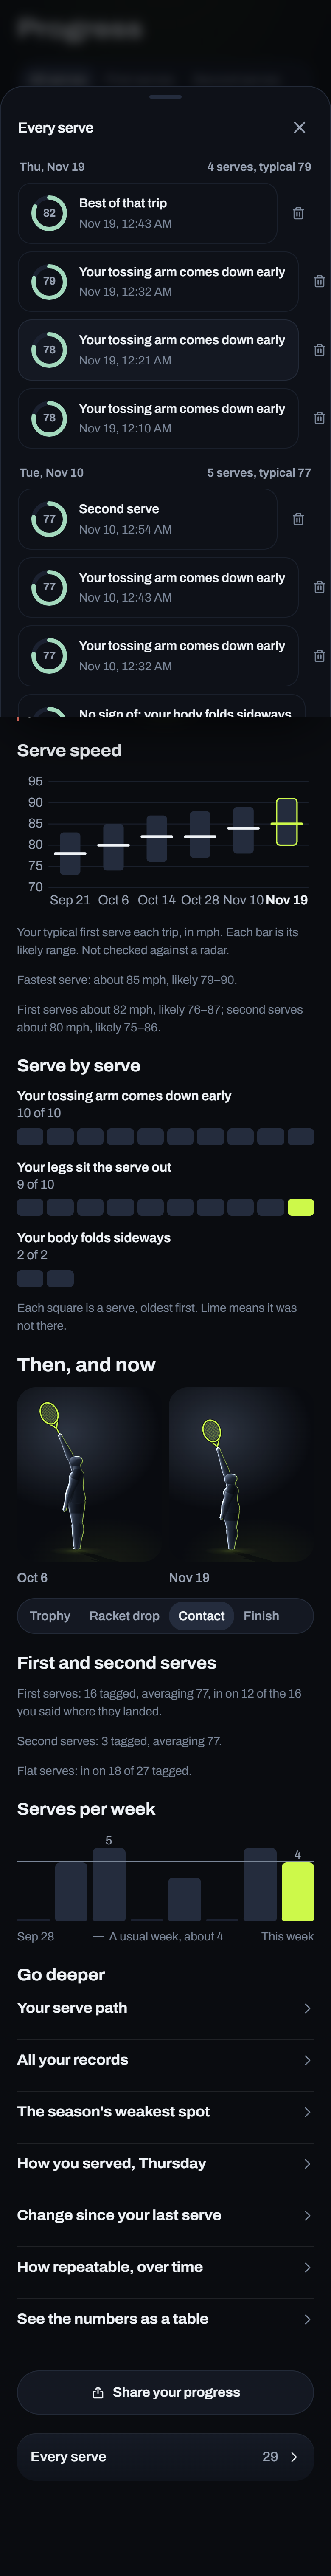 Progress
Every serve
Thu, Nov 19 4 serves, typical 79
82 Best of that trip
Nov 19, 12:43 AM
79 Your tossing arm comes down early
Nov 19, 12:32 AM
78 Your tossing arm comes down early
Nov 19, 12:21 AM
78 Your tossing arm comes down early
Nov 19, 12:10 AM
Tue, Nov 10 5 serves, typical 77
77 Second serve
Nov 10, 12:54 AM
77 Your tossing arm comes down early
Nov 10, 12:43 AM
77 Your tossing arm comes down early
Nov 10, 12:32 AM
No sign of: your body folds sideways
Serve speed
95
90
85
80
75
70
Sep 21 Oct 6 Oct 14 Oct 28 Nov 10 Nov 19
Your typical first serve each trip, in mph. Each bar is its
likely range. Not checked against a radar.
Fastest serve: about 85 mph, likely 79–90.
First serves about 82 mph, likely 76–87; second serves
about 80 mph, likely 75–86.
Serve by serve
Your tossing arm comes down early
10 of 10
Your legs sit the serve out
9 of 10
Your body folds sideways
2 of 2
Each square is a serve, oldest first. Lime means it was
not there.
Then, and now
Oct 6 Nov 19
Trophy Racket drop Contact Finish
First and second serves
First serves: 16 tagged, averaging 77, in on 12 of the 16
you said where they landed.
Second serves: 3 tagged, averaging 77.
Flat serves: in on 18 of 27 tagged.
Serves per week
5
4
Sep 28 — A usual week, about 4 This week
Go deeper
Your serve path
All your records
The season's weakest spot
How you served, Thursday
Change since your last serve
How repeatable, over time
See the numbers as a table
Share your progress
Every serve 29